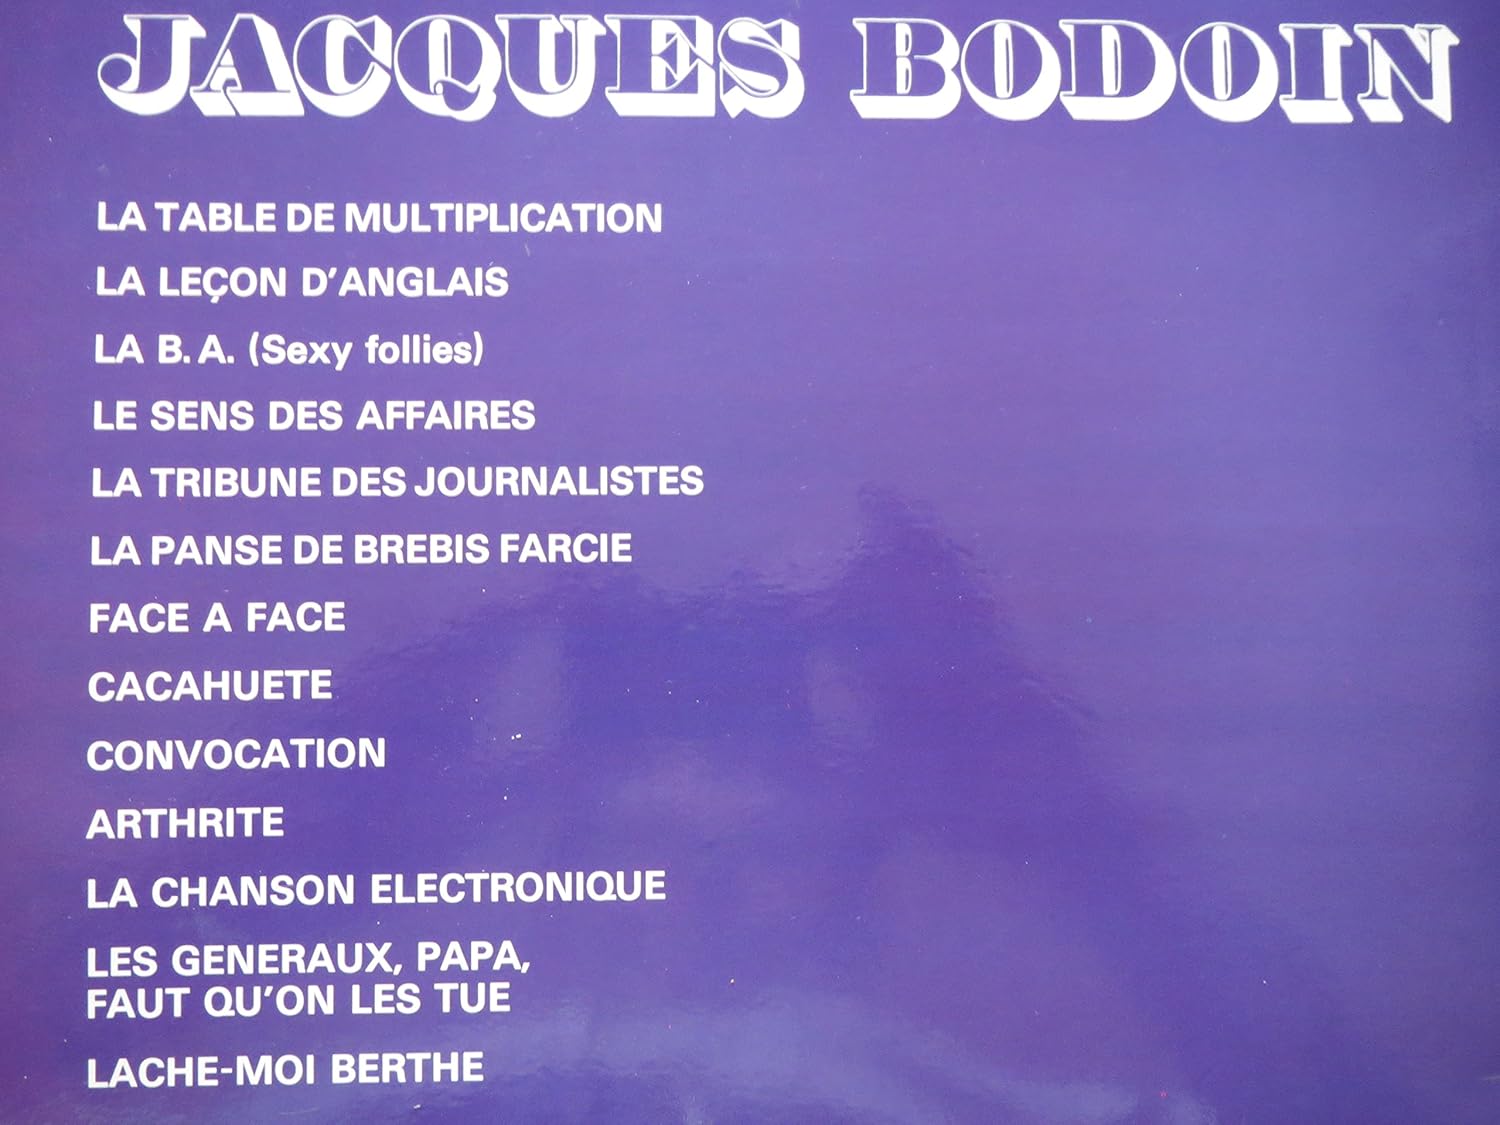 JACQUES BODOIN
LA TABLE DE MULTIPLICATION
LA LEÇON D'ANGLAIS
LA B.A. (Sexy follies)
LE SENS DES AFFAIRES
LA TRIBUNE DES JOURNALISTES
LA PANSE DE BREBIS FARCIE
FACE A FACE
CACAHUETE
CONVOCATION
ARTHRITE
LA CHANSON ELECTRONIQUE
LES GENERAUX, PAPA,
FAUT QU'ON LES TUE
LACHE-MOI BERTHE